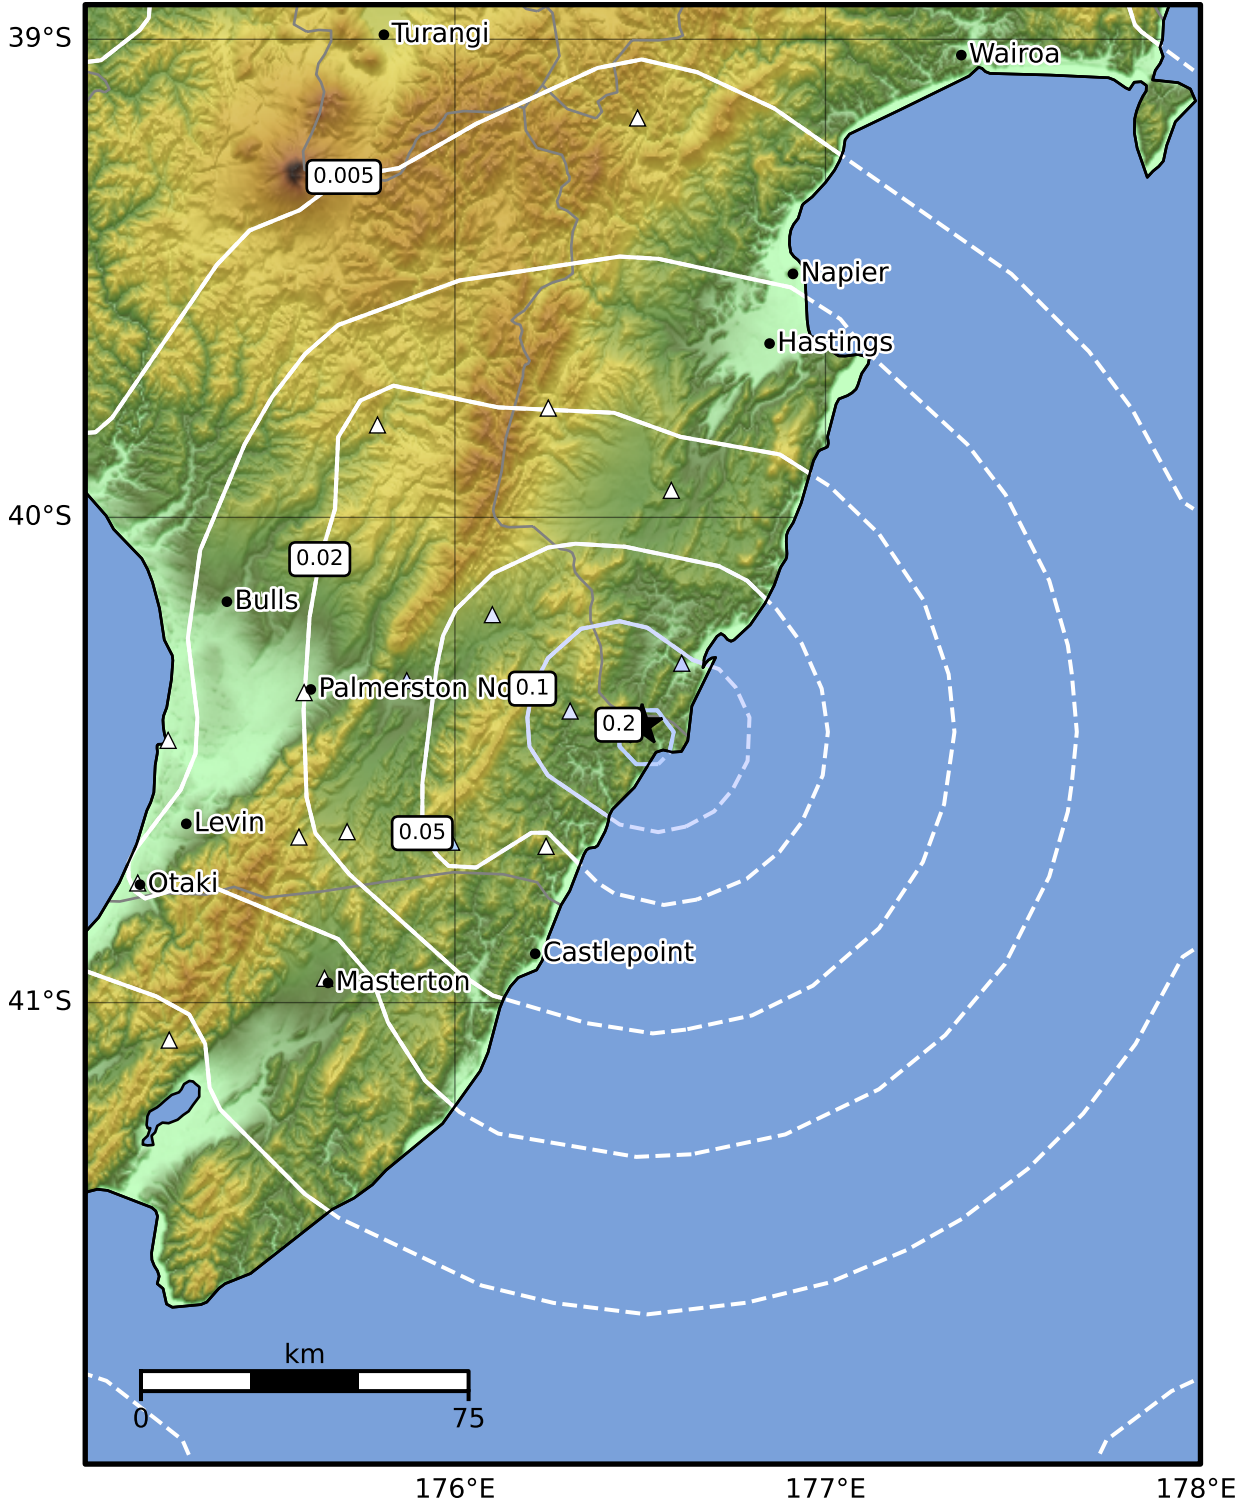 39°S
Turangi
Wairoa
0.005
Napier
Hastings
40°S
0.02
Bulls
Palmerston No
0.1
0.2
Levin
0.05
Otaki
Castlepoint
Masterton
41°S
km
0
75
176°E
177°E
178°E